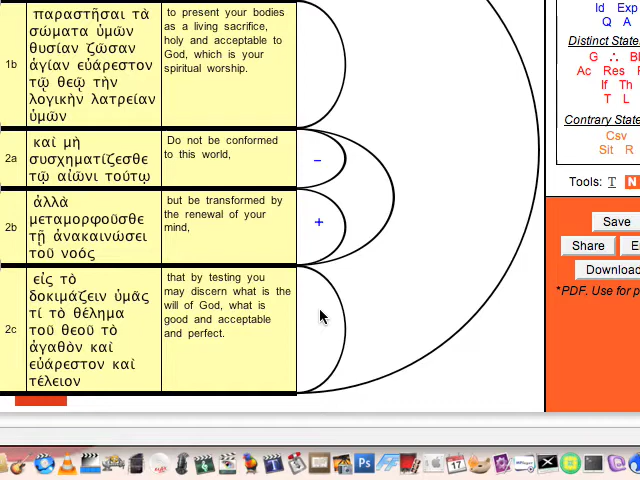 1b
παραστῆσαι τὰ
σώματα ὑμῶν
θυσίαν ζῶσαν
ἁγίαν εὐάρεστον
τῷ θεῷ τὴν
λογικὴν λατρείαν
ὑμῶν
to present your bodies
as a living sacrifice,
holy and acceptable to
God, which is your
spiritual worship.
2a
καὶ μὴ
συσχηματίζεσθε
τῷ αἰῶνι τούτῳ
Do not be conformed
to this world,
–
2b
ἀλλὰ
μεταμορφοῦσθε
τῇ ἀνακαινώσει
τοῦ νοός
but be transformed by
the renewal of your
mind,
+
2c
εἰς τὸ
δοκιμάζειν ὑμᾶς
τί τὸ θέλημα
τοῦ θεοῦ τὸ
ἀγαθὸν καὶ
εὐάρεστον καὶ
τέλειον
that by testing you
may discern what is the
will of God, what is
good and acceptable
and perfect.
Id Exp
Q A
Distinct State
G ∴ Bl
Ac Res
If Th
T L
Contrary State
Csv
Sit R
Tools: T N
Save
Share
Download
*PDF. Use for p
17